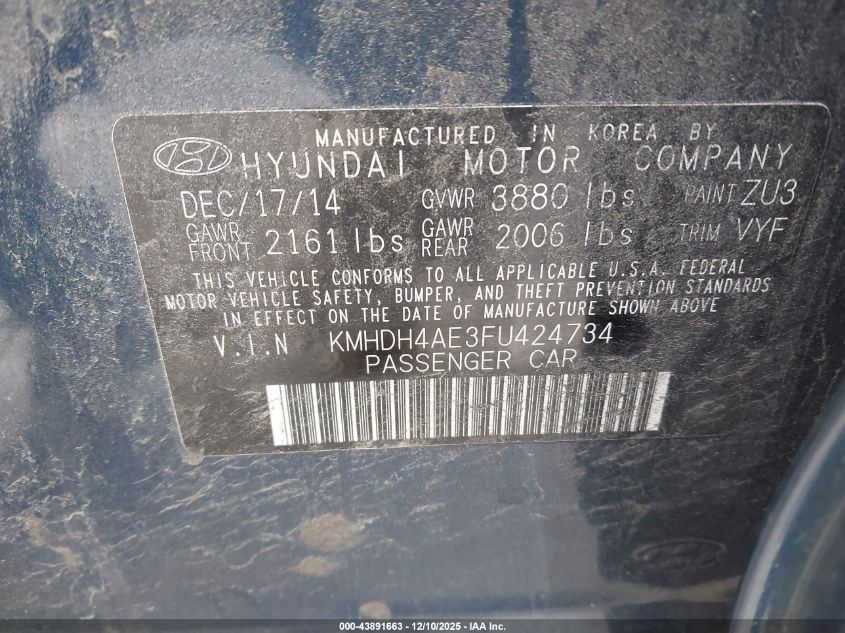 MANUFACTURED IN KOREA BY
HYUNDAI MOTOR COMPANY
DEC/17/14 GVWR 3880 lbs PAINT ZU3
GAWR FRONT 2161 lbs GAWR REAR 2006 lbs TRIM VYF
THIS VEHICLE CONFORMS TO ALL APPLICABLE U.S.A. FEDERAL
MOTOR VEHICLE SAFETY, BUMPER, AND THEFT PREVENTION STANDARDS
IN EFFECT ON THE DATE OF MANUFACTURE SHOWN ABOVE
V.I.N KMHDH4AE3FU424734
PASSENGER CAR
000-43891663 - 12/10/2025 - IAA Inc.